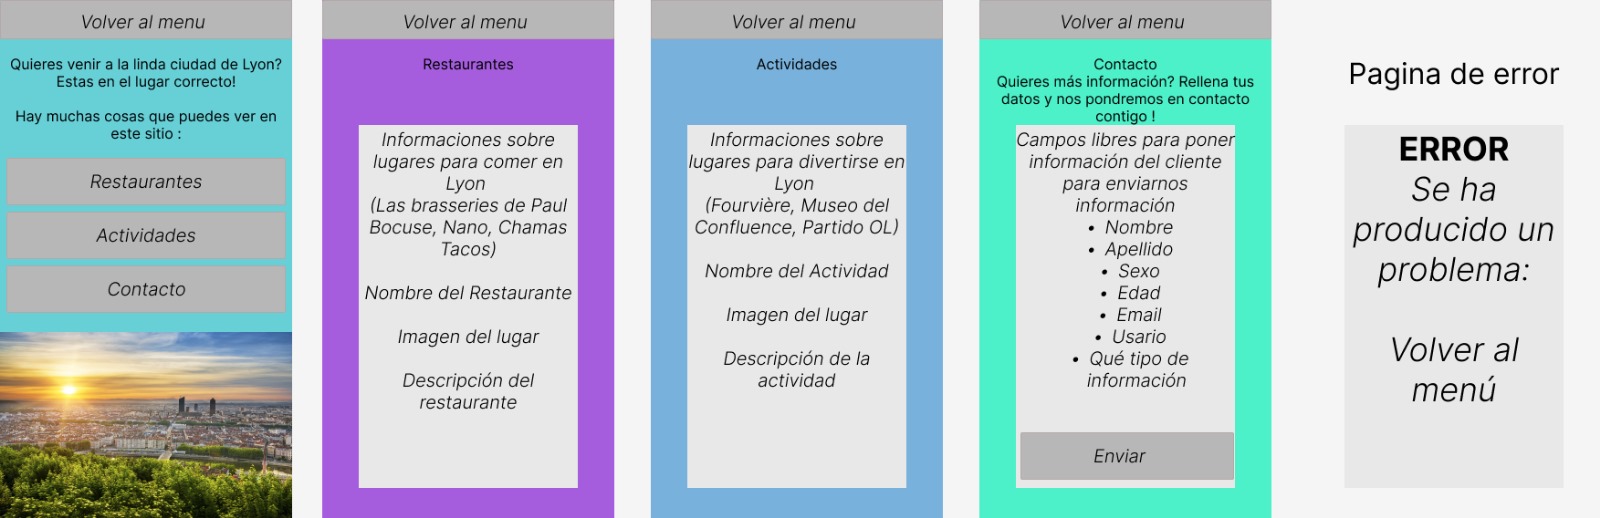 Volver al menu
Quieres venir a la linda ciudad de Lyon?
Estas en el lugar correcto!
Hay muchas cosas que puedes ver en
este sitio :
Restaurantes
Actividades
Contacto
Volver al menu
Restaurantes
Informaciones sobre
lugares para comer en
Lyon
(Las brasseries de Paul
Bocuse, Nano, Chamas
Tacos)
Nombre del Restaurante
Imagen del lugar
Descripción del
restaurante
Volver al menu
Actividades
Informaciones sobre
lugares para divertirse en
Lyon
(Fourvière, Museo del
Confluence, Partido OL)
Nombre del Actividad
Imagen del lugar
Descripción de la
actividad
Volver al menu
Contacto
Quieres más información? Rellena tus
datos y nos pondremos en contacto
contigo !
Campos libres para poner
información del cliente
para enviarnos
información
• Nombre
• Apellido
• Sexo
• Edad
• Email
• Usario
• Qué tipo de
información
Enviar
Pagina de error
ERROR
Se ha
producido un
problema:
Volver al
menú